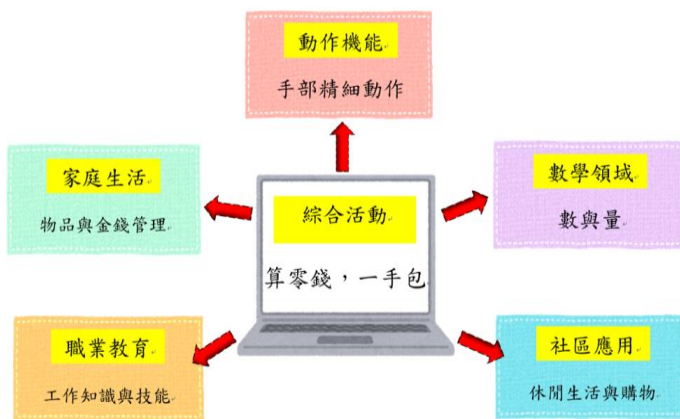 動作機能
手部精細動作
家庭生活
物品與金錢管理
綜合活動
算零錢，一手包
數學領域
數與量
職業教育
工作知識與技能
社區應用
休閒生活與購物